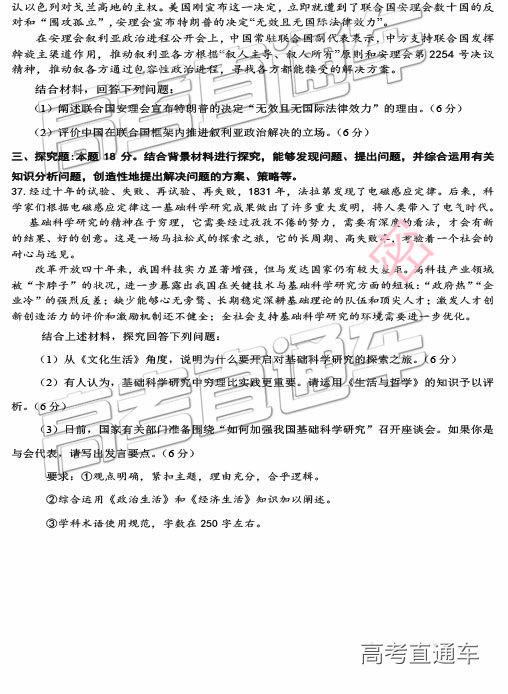 认以色列对戈兰高地的主权。美国刚宣布这一决定，立即就遭到了联合国安理会数十国的反
对和“围攻孤立”,安理会宣布特朗普的决定“无效且无国际法律效力”。
在安理会叙利亚政治进程公开会上，中国常驻联合国副代表表示，中方支持联合国发挥
斡旋主渠道作用，推动叙利亚各方根据“叙人主导、叙人所有”原则和安理会第 2254 号决议
精神，推动叙各方通过包容性政治进程，寻找各方都能接受的解决方案。
结合材料，回答下列问题：
（1）阐述联合国安理会宣布特朗普的决定“无效且无国际法律效力”的理由。（6 分）
（2）评价中国在联合国框架内推进叙利亚政治解决的立场。（6 分）
三、探究题：本题 18 分。结合背景材料进行探究，能够发现问题、提出问题，并综合运用有关
知识分析问题，创造性地提出解决问题的方案、策略等。
37.经过十年的试验、失败、再试验、再失败，1831 年，法拉第发现了电磁感应定律。后来，科
学家们根据电磁感应定律这一基础科学研究成果做出了许多重大发明，将人类带入了电气时代。
基础科学研究的精神在于穷理，它需要经过孜孜不倦的努力，需要有深度的看法，才会有新
的结果、好的创意。这是一场马拉松式的探索之旅，它的长周期、高失败率，考验着一个社会的
耐心与远见。
改革开放四十年来，我国科技实力显著增强，但与发达国家仍有较大差距。高科技产业领域
被“卡脖子”的状况，进一步暴露出我国在关键技术与基础科学研究方面的短板：“政府热”“企
业冷”的强烈反差；缺少能够心无旁骛、长期稳定深耕基础理论的队伍和顶尖人才；激发人才创
新创造活力的评价和激励机制还不健全；全社会支持基础科学研究的环境需要进一步优化。
结合上述材料，探究回答下列问题：
（1）从《文化生活》角度，说明为什么要开启对基础科学研究的探索之旅。（6 分）
（2）有人认为，基础科学研究中穷理比实践更重要。请运用《生活与哲学》的知识予以评
析。（6 分）
（3）日前，国家有关部门准备围绕“如何加强我国基础科学研究”召开座谈会。如果你是
与会代表，请写出发言要点。（6 分）
要求：①观点明确，紧扣主题，理由充分，合乎逻辑。
②综合运用《政治生活》和《经济生活》知识加以阐述。
③学科术语使用规范，字数在 250 字左右。
高考直通车
高考直通车
高考直通车
密
高考直通车